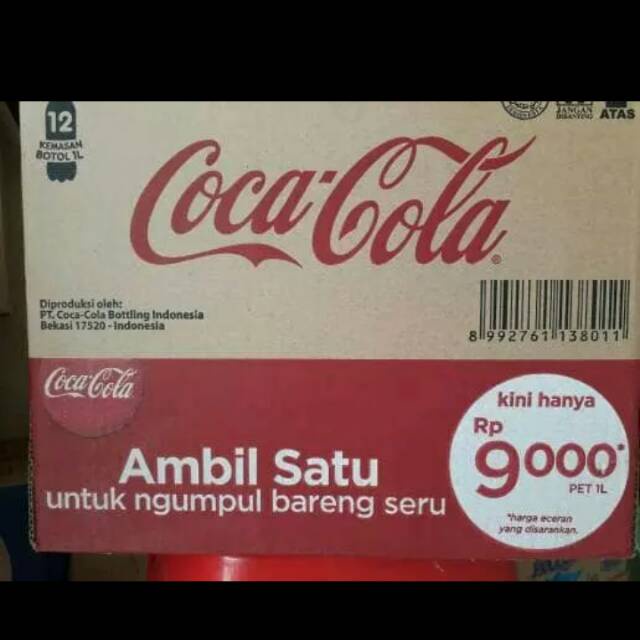 12
KEMASAN
BOTOL 1L
JANGAN
DIBANTING
ATAS
Coca-Cola
Diproduksi oleh:
PT. Coca-Cola Bottling Indonesia
Bekasi 17520 - Indonesia
8 992761 138011
Coca-Cola
Ambil Satu
untuk ngumpul bareng seru
kini hanya
Rp
9000*
PET 1L
*harga eceran
yang disarankan.